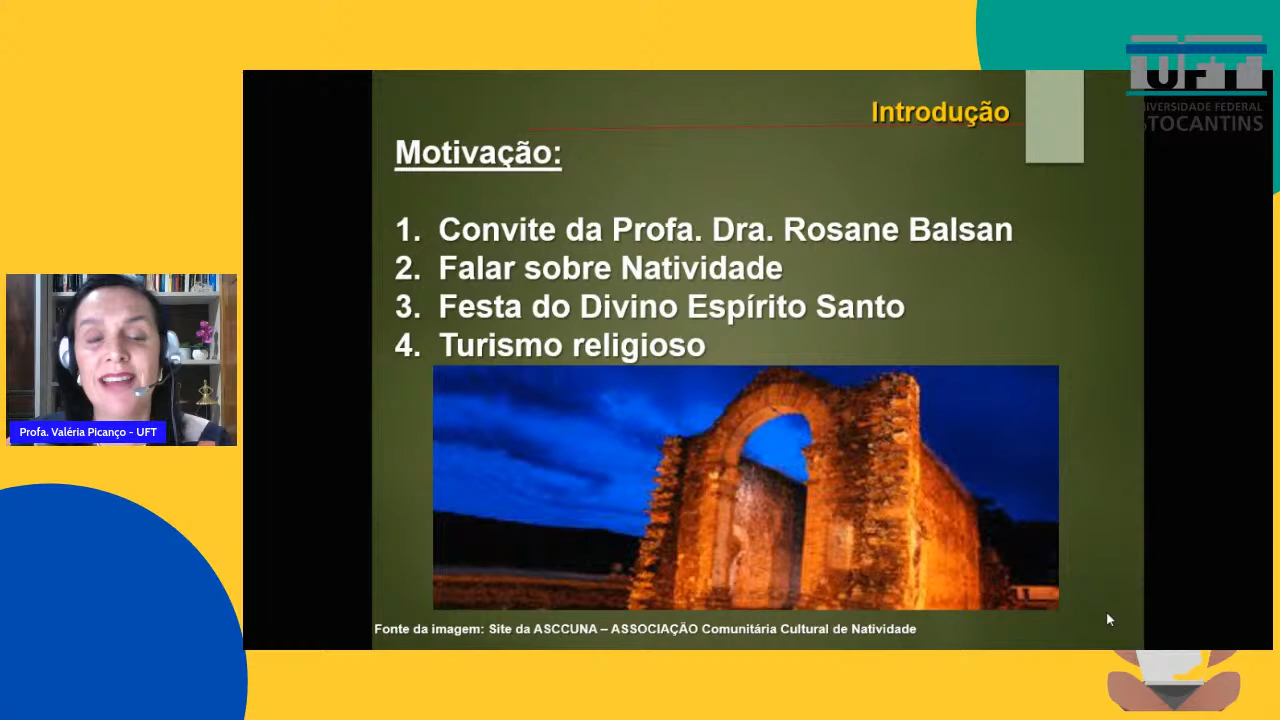 UFT
UNIVERSIDADE FEDERAL
TOCANTINS
Introdução
Motivação:
1. Convite da Profa. Dra. Rosane Balsan
2. Falar sobre Natividade
3. Festa do Divino Espírito Santo
4. Turismo religioso
Profa. Valéria Picanço - UFT
Fonte da imagem: Site da ASCCUNA – ASSOCIAÇÃO Comunitária Cultural de Natividade